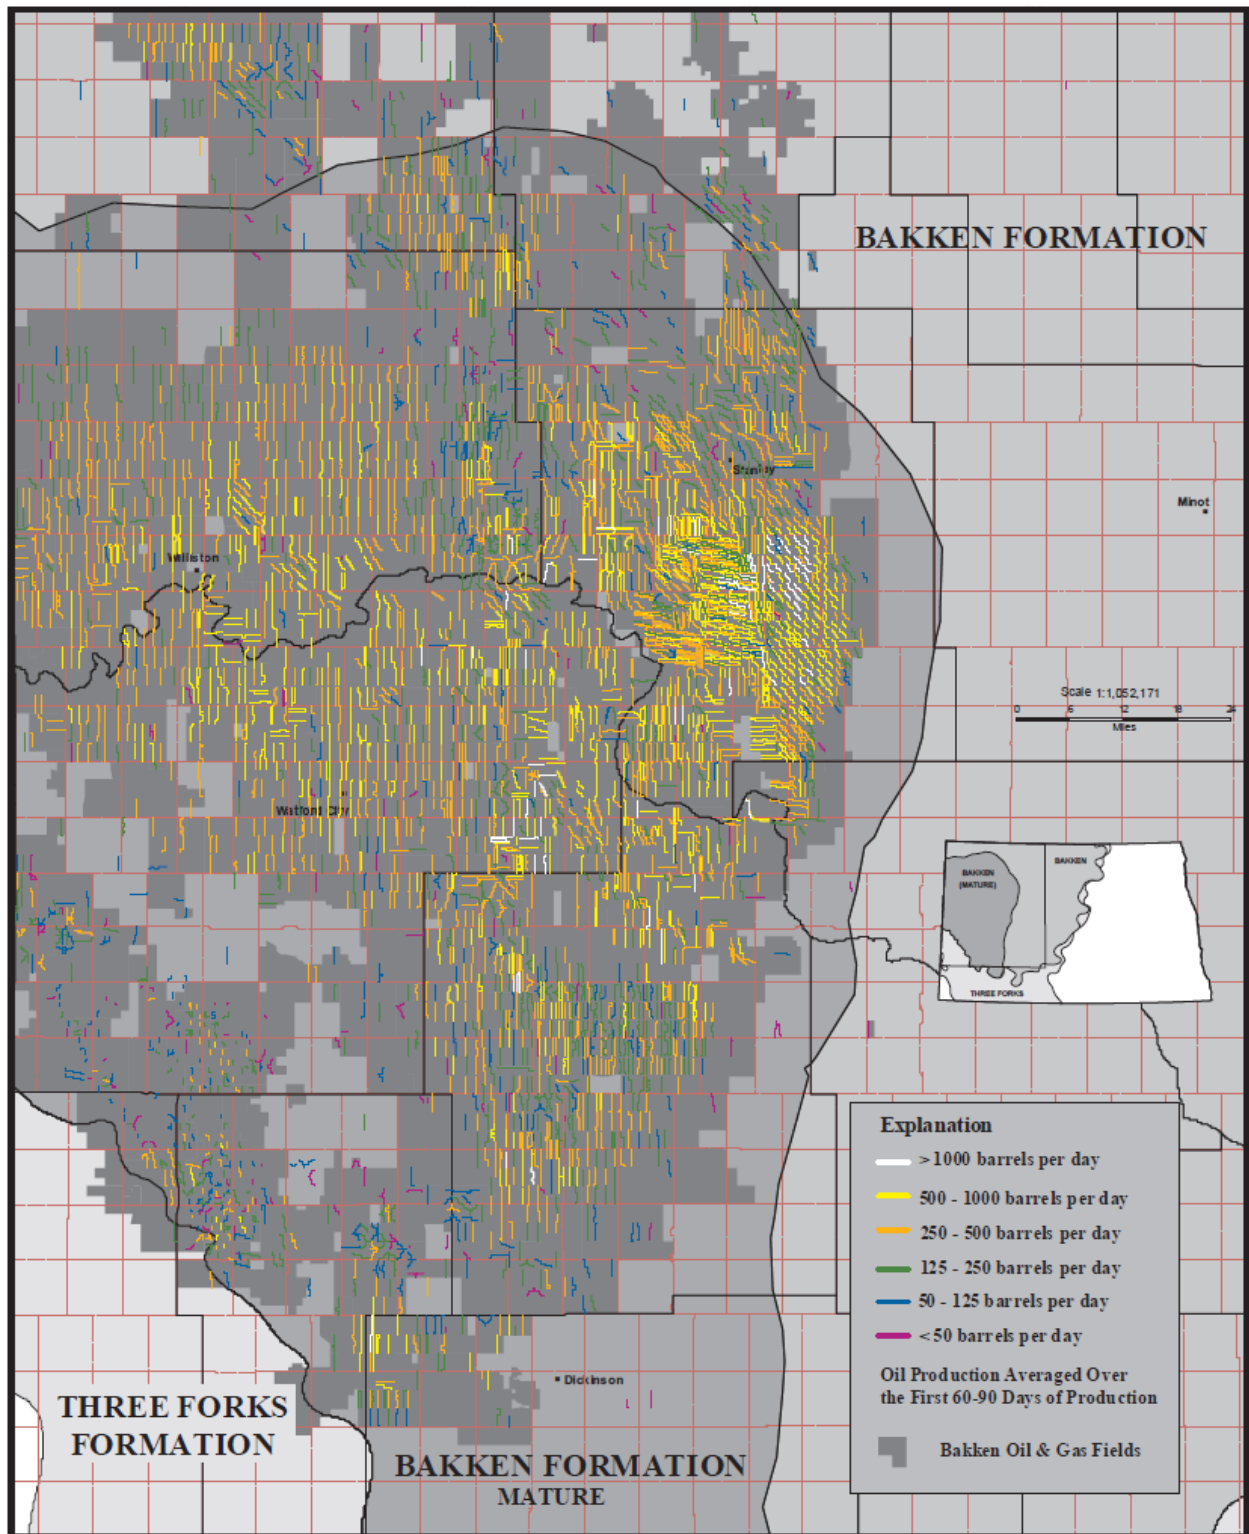 BAKKEN FORMATION
Stanley
Minot
Williston
Scale 1:1,052,171
0 6 12 18 24
Miles
Watford City
BAKKEN
BAKKEN
(MATURE)
THREE FORKS
Explanation
> 1000 barrels per day
500 - 1000 barrels per day
250 - 500 barrels per day
125 - 250 barrels per day
50 - 125 barrels per day
< 50 barrels per day
Oil Production Averaged Over
the First 60-90 Days of Production
Bakken Oil & Gas Fields
Dickinson
THREE FORKS
FORMATION
BAKKEN FORMATION
MATURE